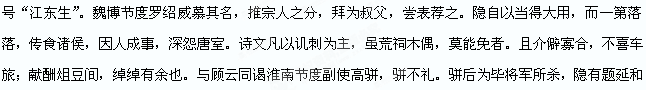 号“江东生”。魏博节度罗绍威慕其名，推宗人之分，拜为叔父，尝表荐之。隐自以当得大用，而一第落
落，传食诸侯，因人成事，深怨唐室。诗文凡以讥刺为主，虽荒祠木偶，莫能免者。且介僻寡合，不喜车
旅；献酬俎豆间，绰绰有余也。与顾云同谒淮南节度副使高骈，骈不礼。骈后为毕将军所杀，隐有题延和